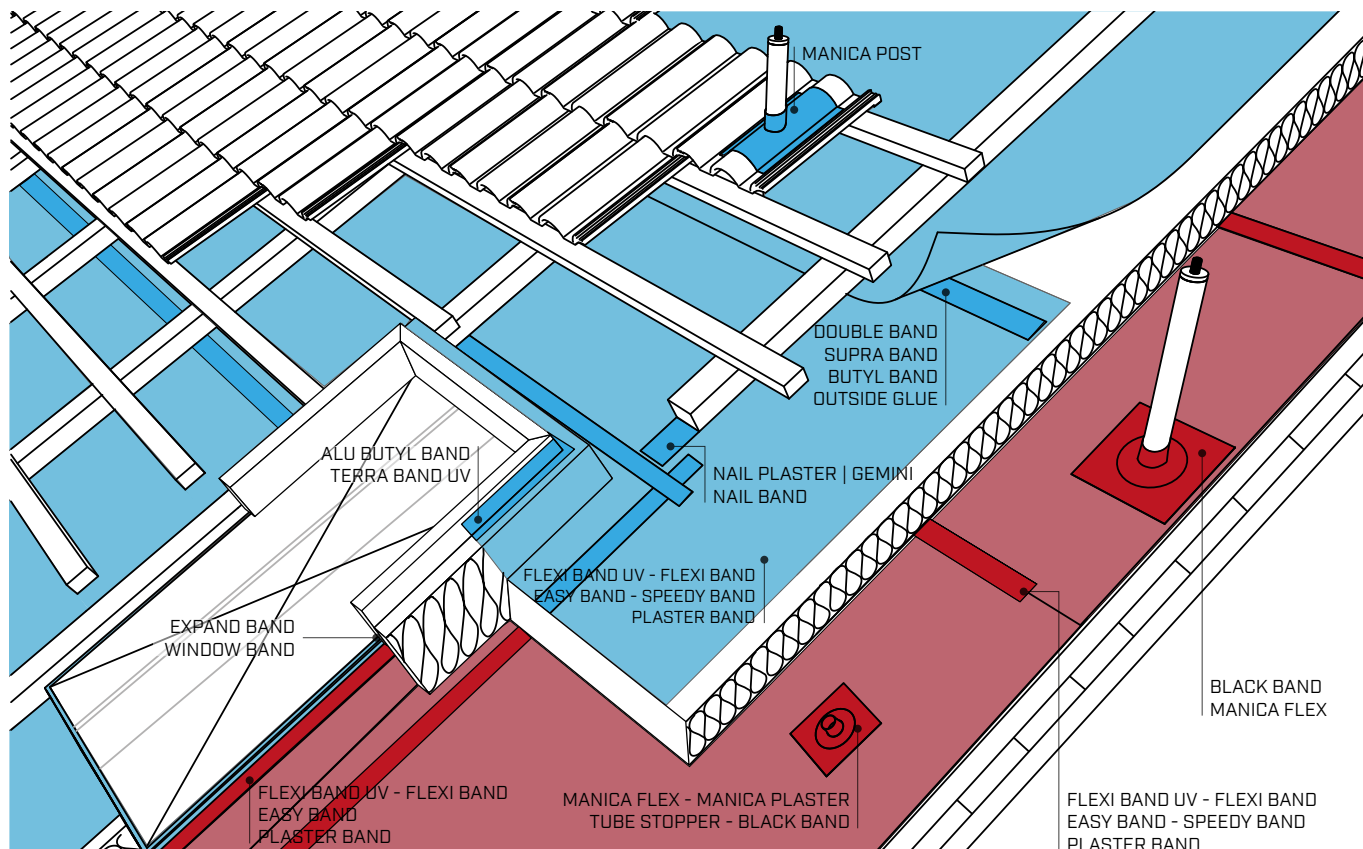 MANICA POST
DOUBLE BAND
SUPRA BAND
BUTYL BAND
OUTSIDE GLUE
ALU BUTYL BAND
TERRA BAND UV
NAIL PLASTER | GEMINI
NAIL BAND
FLEXI BAND UV - FLEXI BAND
EASY BAND - SPEEDY BAND
PLASTER BAND
EXPAND BAND
WINDOW BAND
BLACK BAND
MANICA FLEX
FLEXI BAND UV - FLEXI BAND
EASY BAND
PLASTER BAND
MANICA FLEX - MANICA PLASTER
TUBE STOPPER - BLACK BAND
FLEXI BAND UV - FLEXI BAND
EASY BAND - SPEEDY BAND
PLASTER BAND